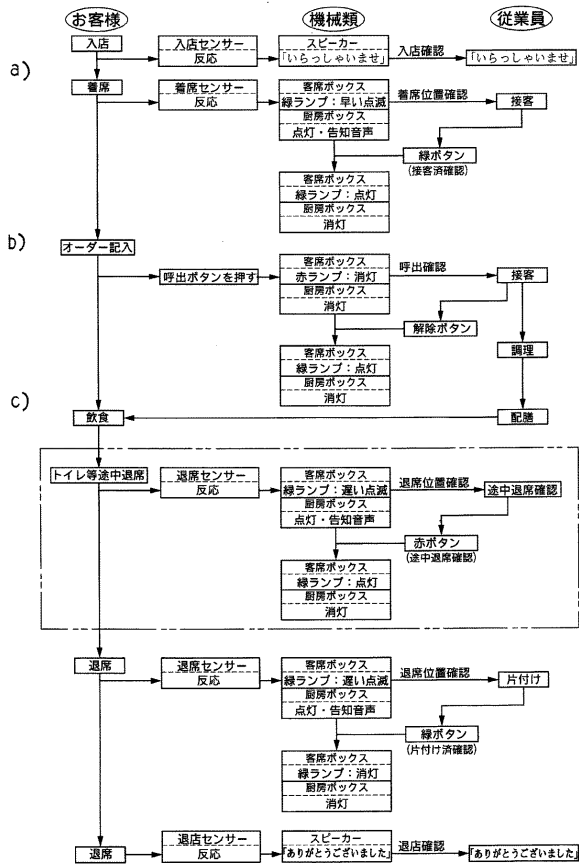 お客様 機械類 従業員
入店 入店センサー スピーカー
反応 「いらっしゃいませ」 入店確認 「いらっしゃいませ」
a)
着席 着席センサー 客席ボックス
反応 緑ランプ：早い点滅 着席位置確認 接客
厨房ボックス
点灯・告知音声
緑ボタン
(接客済確認)
客席ボックス
緑ランプ：点灯
厨房ボックス
消灯
b)
オーダー記入
呼出ボタンを押す 客席ボックス
赤ランプ：消灯 呼出確認 接客
厨房ボックス
消灯
解除ボタン
客席ボックス
緑ランプ：点灯 調理
厨房ボックス
消灯
c)
飲食 配膳
トイレ等途中退席 退席センサー 客席ボックス
反応 緑ランプ：遅い点滅 退席位置確認 途中退席確認
厨房ボックス
点灯・告知音声
赤ボタン
(途中退席確認)
客席ボックス
緑ランプ：点灯
厨房ボックス
消灯
退席 退席センサー 客席ボックス
反応 緑ランプ：遅い点滅 退席位置確認 片付け
厨房ボックス
点灯・告知音声
緑ボタン
(片付け済確認)
客席ボックス
緑ランプ：消灯
厨房ボックス
消灯
退席 退店センサー スピーカー
反応 「ありがとうございました」 退店確認 「ありがとうございました」